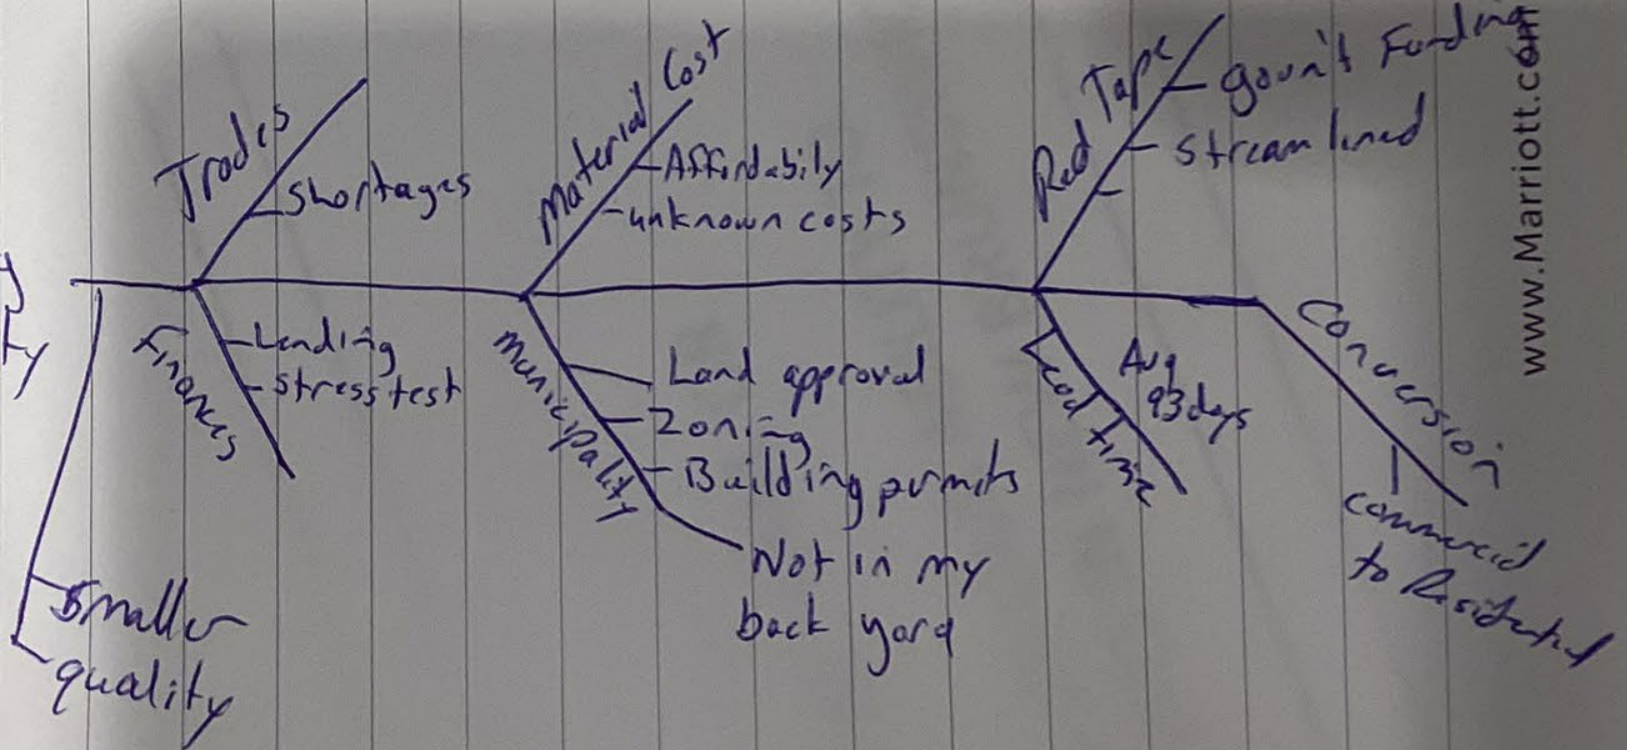 Trades
Shortages
Material Cost
Affordabily
unknown costs
Red Tape
govn't Funding
Streamlined
www.Marriott.com
ty
Finances
Lending
stress test
Municipality
Land approval
Zoning
Building permits
Not in my
back yard
Lead time
Avg
93 days
Conversion
Commercial
to Residential
Smaller
quality